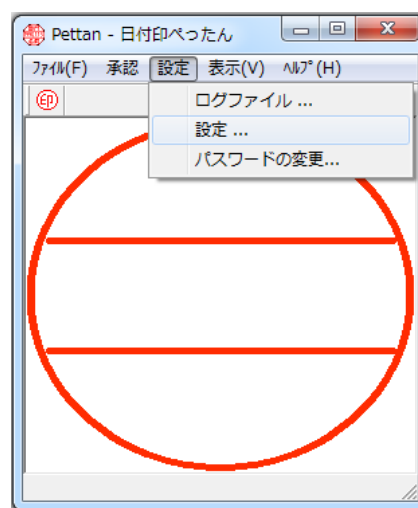 Pettan - 日付印ぺったん
ﾌｧｲﾙ(F) 承認 設定 表示(V) ﾍﾙﾌﾟ(H)
印
ログファイル ...
設定 ...
パスワードの変更...